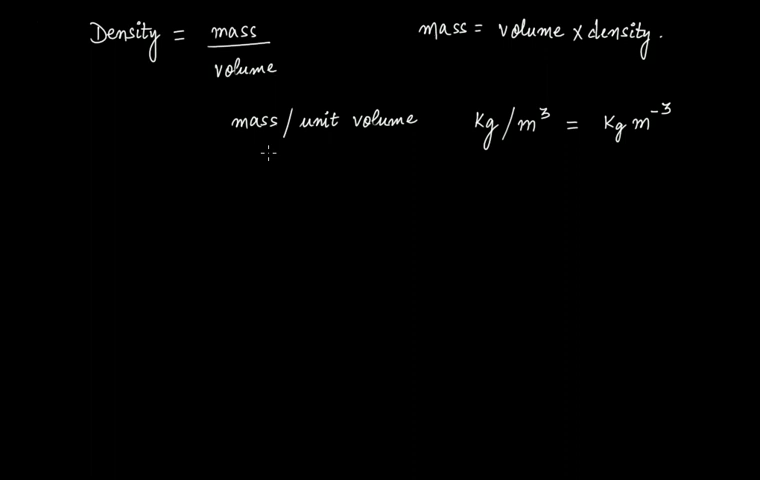 Density = mass / volume mass = volume x density.
mass / unit volume Kg/m³ = Kg m⁻³